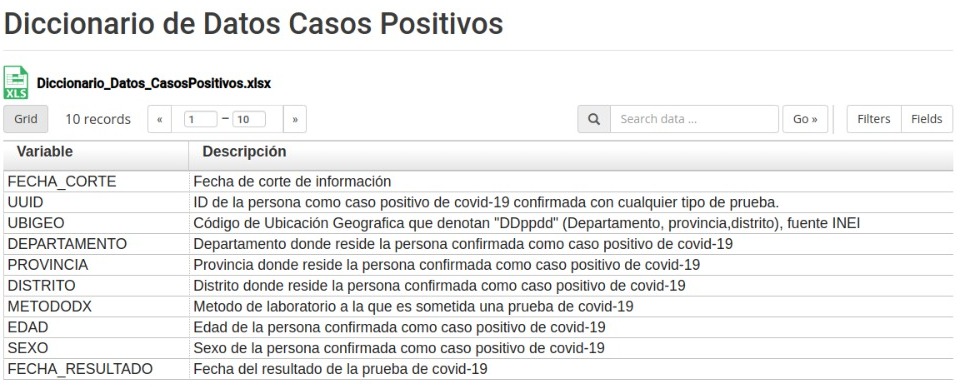 Diccionario de Datos Casos Positivos
XLS Diccionario_Datos_CasosPositivos.xlsx
Grid 10 records « 1 – 10 » Search data ... Go » Filters Fields
Variable Descripción
FECHA_CORTE Fecha de corte de información
UUID ID de la persona como caso positivo de covid-19 confirmada con cualquier tipo de prueba.
UBIGEO Código de Ubicación Geografica que denotan "DDppdd" (Departamento, provincia,distrito), fuente INEI
DEPARTAMENTO Departamento donde reside la persona confirmada como caso positivo de covid-19
PROVINCIA Provincia donde reside la persona confirmada como caso positivo de covid-19
DISTRITO Distrito donde reside la persona confirmada como caso positivo de covid-19
METODODX Metodo de laboratorio a la que es sometida una prueba de covid-19
EDAD Edad de la persona confirmada como caso positivo de covid-19
SEXO Sexo de la persona confirmada como caso positivo de covid-19
FECHA_RESULTADO Fecha del resultado de la prueba de covid-19